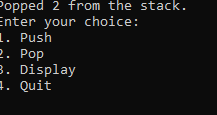 Popped 2 from the stack.
Enter your choice:
1. Push
2. Pop
3. Display
4. Quit